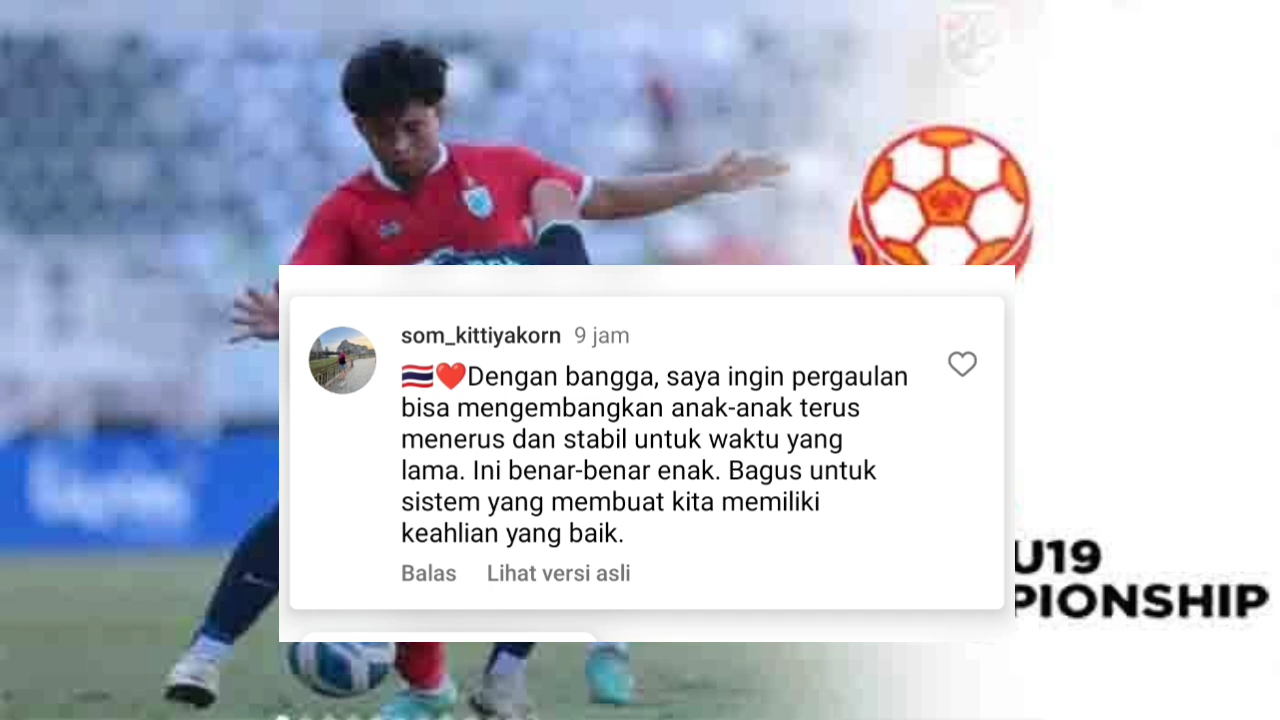 som_kittiyakorn 9 jam
🇹🇭❤️Dengan bangga, saya ingin pergaulan
bisa mengembangkan anak-anak terus
menerus dan stabil untuk waktu yang
lama. Ini benar-benar enak. Bagus untuk
sistem yang membuat kita memiliki
keahlian yang baik.
Balas Lihat versi asli
U19
PIONSHIP